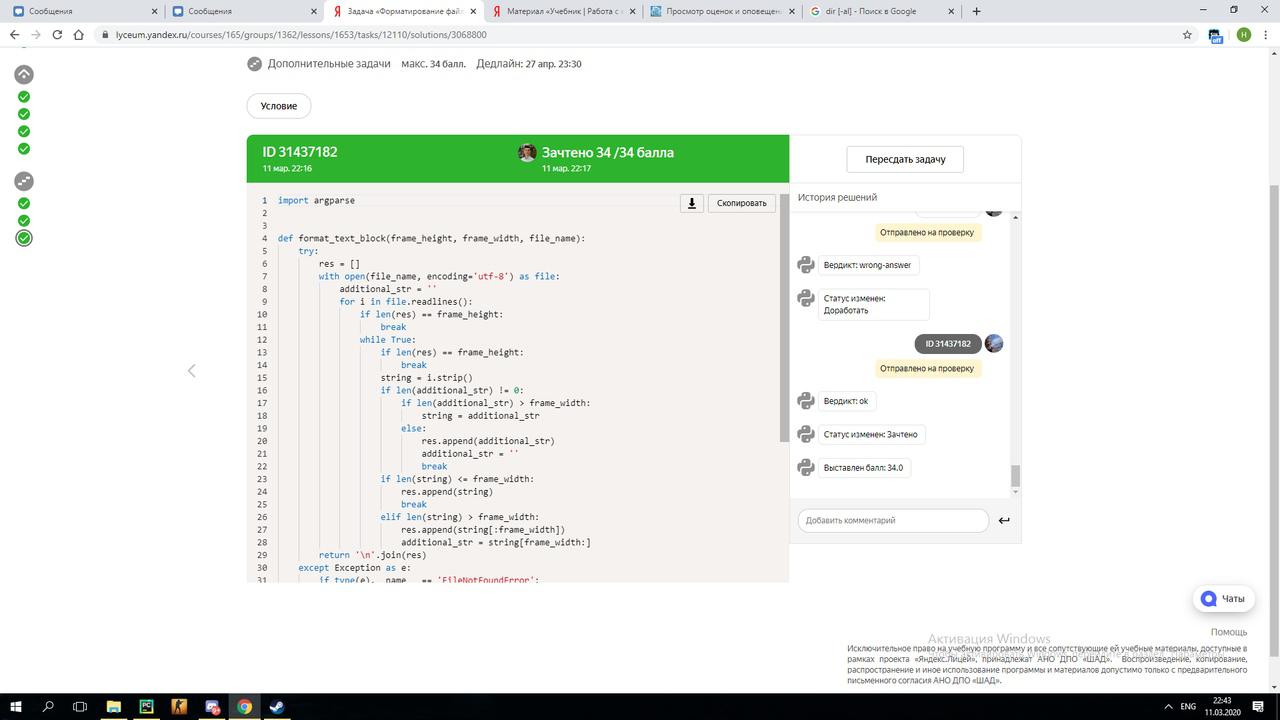 Сообщения
Сообщения
Задача «Форматирование фай
Материал «Учебник | Работа с
Просмотр оценок и оповещен
dir [-al] - Поиск в Google
lyceum.yandex.ru/courses/165/groups/1362/lessons/1653/tasks/12110/solutions/3068800
off
H
Дополнительные задачи макс. 34 балл. Дедлайн: 27 апр. 23:30
Условие
ID 31437182
11 мар. 22:16
Зачтено 34 /34 балла
11 мар. 22:17
Скопировать
1 import argparse
2
3
4 def format_text_block(frame_height, frame_width, file_name):
5 try:
6 res = []
7 with open(file_name, encoding='utf-8') as file:
8 additional_str = ''
9 for i in file.readlines():
10 if len(res) == frame_height:
11 break
12 while True:
13 if len(res) == frame_height:
14 break
15 string = i.strip()
16 if len(additional_str) != 0:
17 if len(additional_str) > frame_width:
18 string = additional_str
19 else:
20 res.append(additional_str)
21 additional_str = ''
22 break
23 if len(string) <= frame_width:
24 res.append(string)
25 break
26 elif len(string) > frame_width:
27 res.append(string[:frame_width])
28 additional_str = string[frame_width:]
29 return '\n'.join(res)
30 except Exception as e:
31 if type(e).__name__ == 'FileNotFoundError':
Пересдать задачу
История решений
Отправлено на проверку
Вердикт: wrong-answer
Статус изменен:
Доработать
ID 31437182
Отправлено на проверку
Вердикт: ok
Статус изменен: Зачтено
Выставлен балл: 34.0
Добавить комментарий
Чаты
Помощь
Активация Windows
Исключительное право на учебную программу и все сопутствующие ей учебные материалы, доступные в
рамках проекта «Яндекс.Лицей», принадлежат АНО ДПО «ШАД». Воспроизведение, копирование,
распространение и иное использование программы и материалов допустимо только с предварительного
письменного согласия АНО ДПО «ШАД».
PC
ENG
22:43
11.03.2020